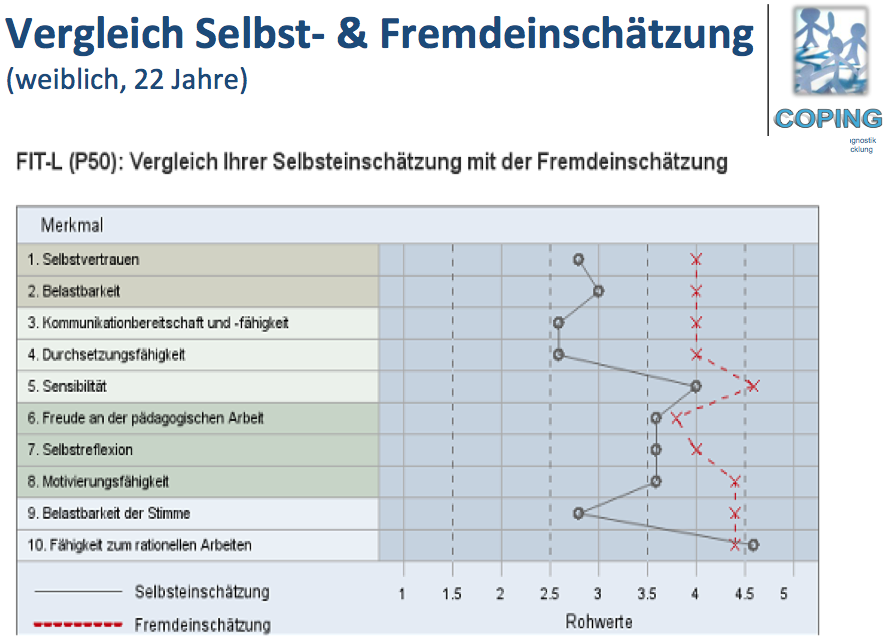 Vergleich Selbst- & Fremdeinschätzung
(weiblich, 22 Jahre)
COPING
gnostik
cklung
FIT-L (P50): Vergleich Ihrer Selbsteinschätzung mit der Fremdeinschätzung
Merkmal
1. Selbstvertrauen
2. Belastbarkeit
3. Kommunikationbereitschaft und -fähigkeit
4. Durchsetzungsfähigkeit
5. Sensibilität
6. Freude an der pädagogischen Arbeit
7. Selbstreflexion
8. Motivierungsfähigkeit
9. Belastbarkeit der Stimme
10. Fähigkeit zum rationellen Arbeiten
Selbsteinschätzung
1 1.5 2 2.5 3 3.5 4 4.5 5
Rohwerte
Fremdeinschätzung